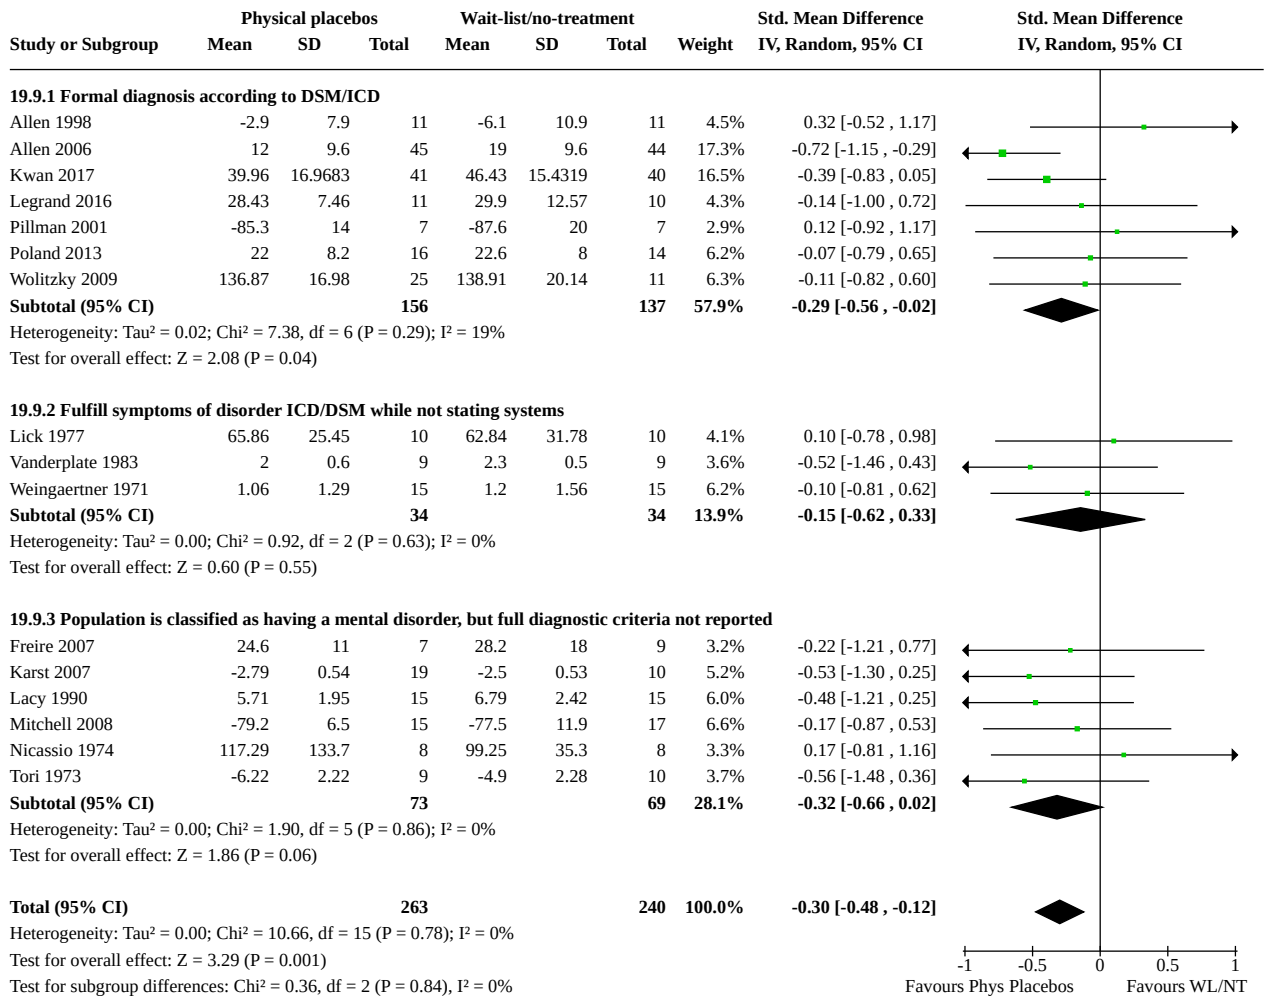 Physical placebos Wait-list/no-treatment Std. Mean Difference Std. Mean Difference
Study or Subgroup Mean SD Total Mean SD Total Weight IV, Random, 95% CI IV, Random, 95% CI
19.9.1 Formal diagnosis according to DSM/ICD
Allen 1998 -2.9 7.9 11 -6.1 10.9 11 4.5% 0.32 [-0.52 , 1.17]
Allen 2006 12 9.6 45 19 9.6 44 17.3% -0.72 [-1.15 , -0.29]
Kwan 2017 39.96 16.9683 41 46.43 15.4319 40 16.5% -0.39 [-0.83 , 0.05]
Legrand 2016 28.43 7.46 11 29.9 12.57 10 4.3% -0.14 [-1.00 , 0.72]
Pillman 2001 -85.3 14 7 -87.6 20 7 2.9% 0.12 [-0.92 , 1.17]
Poland 2013 22 8.2 16 22.6 8 14 6.2% -0.07 [-0.79 , 0.65]
Wolitzky 2009 136.87 16.98 25 138.91 20.14 11 6.3% -0.11 [-0.82 , 0.60]
Subtotal (95% CI) 156 137 57.9% -0.29 [-0.56 , -0.02]
Heterogeneity: Tau² = 0.02; Chi² = 7.38, df = 6 (P = 0.29); I² = 19%
Test for overall effect: Z = 2.08 (P = 0.04)
19.9.2 Fulfill symptoms of disorder ICD/DSM while not stating systems
Lick 1977 65.86 25.45 10 62.84 31.78 10 4.1% 0.10 [-0.78 , 0.98]
Vanderplate 1983 2 0.6 9 2.3 0.5 9 3.6% -0.52 [-1.46 , 0.43]
Weingaertner 1971 1.06 1.29 15 1.2 1.56 15 6.2% -0.10 [-0.81 , 0.62]
Subtotal (95% CI) 34 34 13.9% -0.15 [-0.62 , 0.33]
Heterogeneity: Tau² = 0.00; Chi² = 0.92, df = 2 (P = 0.63); I² = 0%
Test for overall effect: Z = 0.60 (P = 0.55)
19.9.3 Population is classified as having a mental disorder, but full diagnostic criteria not reported
Freire 2007 24.6 11 7 28.2 18 9 3.2% -0.22 [-1.21 , 0.77]
Karst 2007 -2.79 0.54 19 -2.5 0.53 10 5.2% -0.53 [-1.30 , 0.25]
Lacy 1990 5.71 1.95 15 6.79 2.42 15 6.0% -0.48 [-1.21 , 0.25]
Mitchell 2008 -79.2 6.5 15 -77.5 11.9 17 6.6% -0.17 [-0.87 , 0.53]
Nicassio 1974 117.29 133.7 8 99.25 35.3 8 3.3% 0.17 [-0.81 , 1.16]
Tori 1973 -6.22 2.22 9 -4.9 2.28 10 3.7% -0.56 [-1.48 , 0.36]
Subtotal (95% CI) 73 69 28.1% -0.32 [-0.66 , 0.02]
Heterogeneity: Tau² = 0.00; Chi² = 1.90, df = 5 (P = 0.86); I² = 0%
Test for overall effect: Z = 1.86 (P = 0.06)
Total (95% CI) 263 240 100.0% -0.30 [-0.48 , -0.12]
Heterogeneity: Tau² = 0.00; Chi² = 10.66, df = 15 (P = 0.78); I² = 0%
Test for overall effect: Z = 3.29 (P = 0.001)
Test for subgroup differences: Chi² = 0.36, df = 2 (P = 0.84), I² = 0%
-1 -0.5 0 0.5 1
Favours Phys Placebos Favours WL/NT